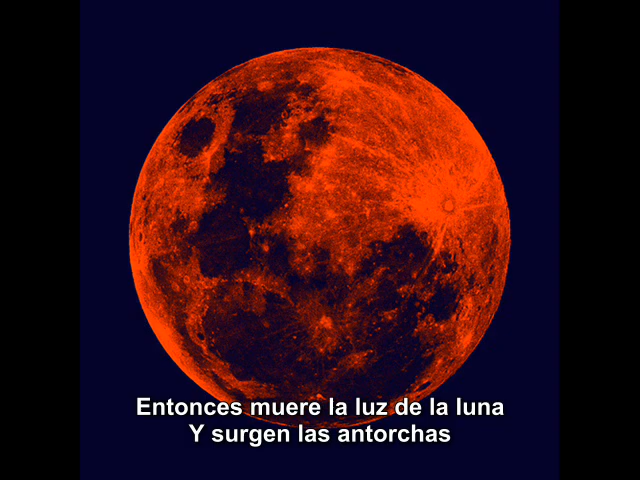 Entonces muere la luz de la luna
Y surgen las antorchas